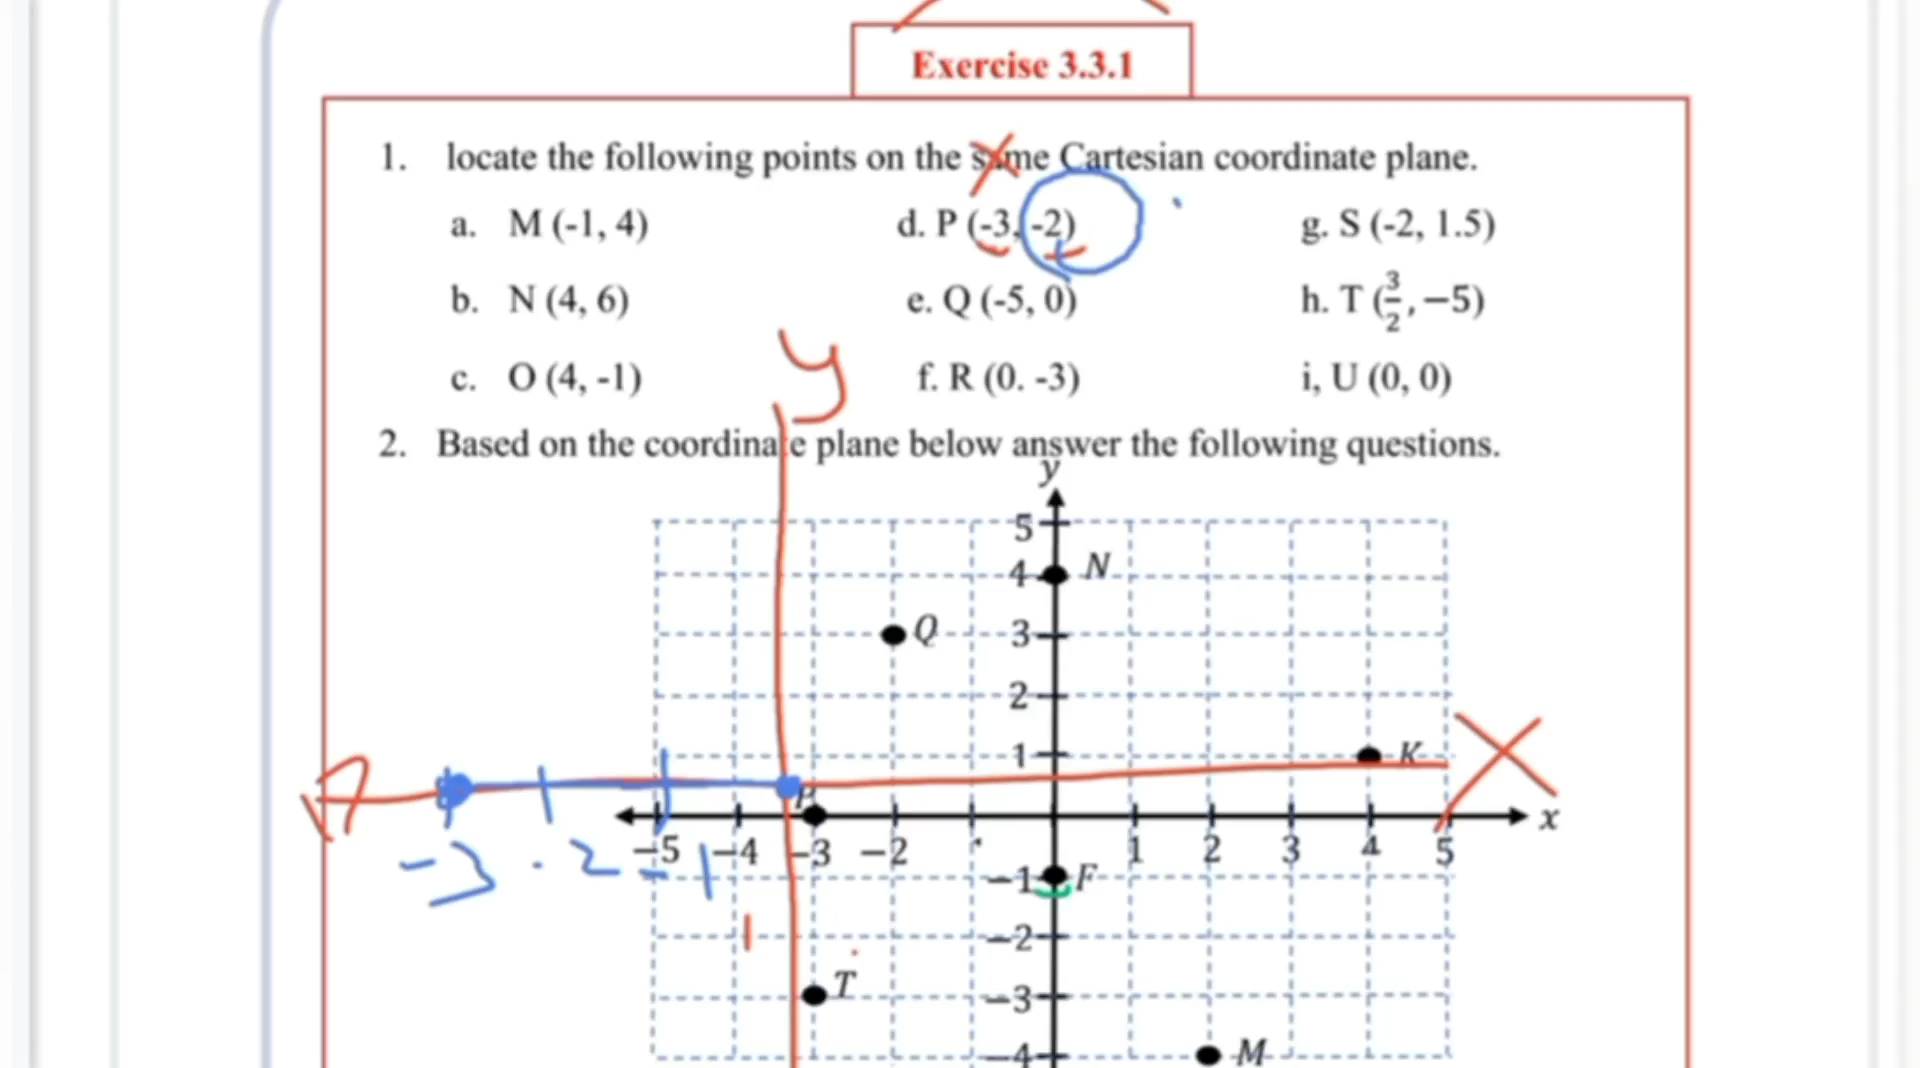 Exercise 3.3.1
1. locate the following points on the same Cartesian coordinate plane.
a. M (-1, 4) d. P (-3, -2) g. S (-2, 1.5)
b. N (4, 6) e. Q (-5, 0) h. T (3/2, −5)
c. O (4, -1) f. R (0. -3) i, U (0, 0)
y
2. Based on the coordinate plane below answer the following questions.
y
5
4 N
Q 3
2
1 K X
P x
−5 −4 −3 −2 1 2 3 4 5
-3 -2 -1
−1 F
−2
T
−3
−4 M